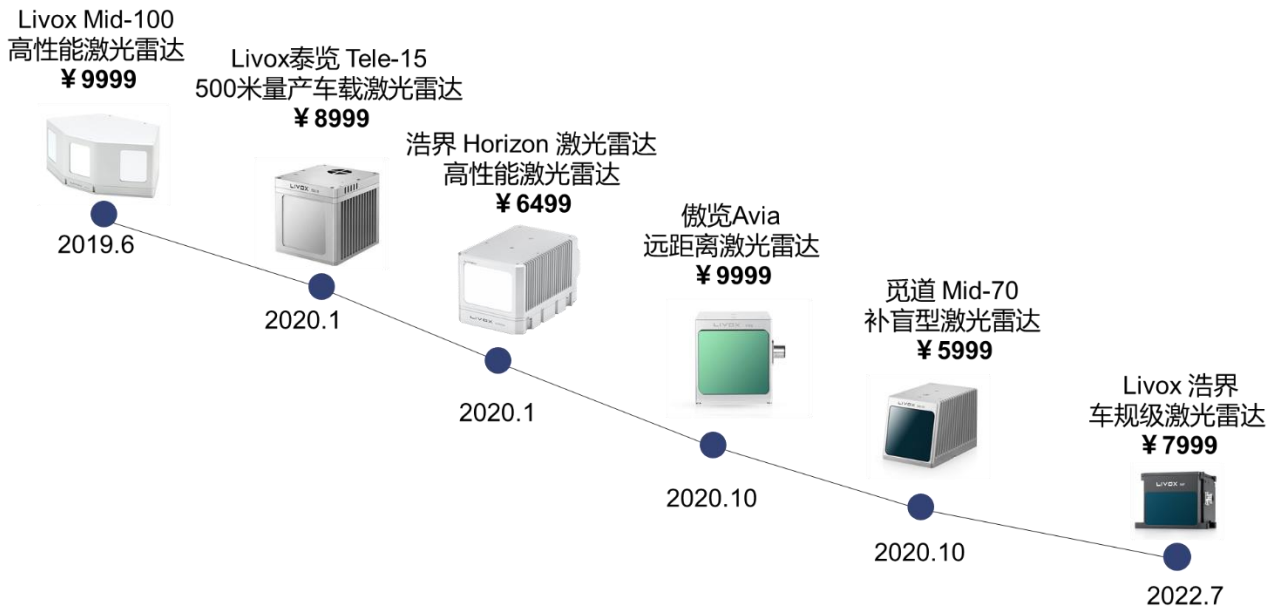 Livox Mid-100
高性能激光雷达
￥9999
2019.6
Livox泰览 Tele-15
500米量产车载激光雷达
￥8999
LIVOX
2020.1
浩界 Horizon 激光雷达
高性能激光雷达
￥6499
LIVOX
2020.1
傲览Avia
远距离激光雷达
￥9999
LIVOX
2020.10
觅道 Mid-70
补盲型激光雷达
￥5999
LIVOX
2020.10
Livox 浩界
车规级激光雷达
￥7999
LIVOX
2022.7